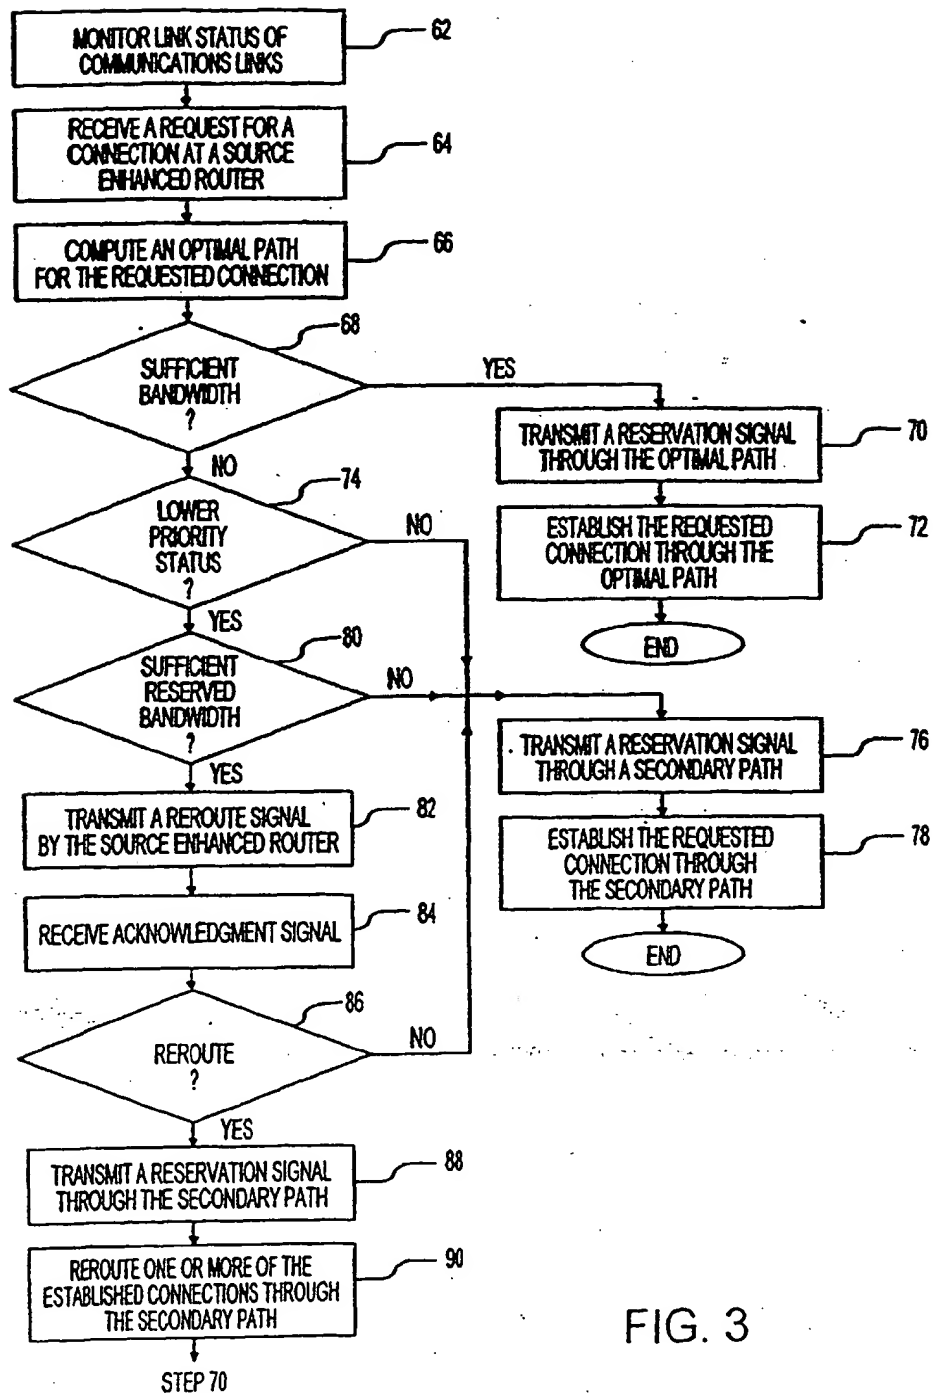 MONITOR LINK STATUS OF
COMMUNICATIONS LINKS
62
RECEIVE A REQUEST FOR A
CONNECTION AT A SOURCE
ENHANCED ROUTER
64
COMPUTE AN OPTIMAL PATH
FOR THE REQUESTED CONNECTION
66
68
SUFFICIENT
BANDWIDTH
?
YES
NO
TRANSMIT A RESERVATION SIGNAL
THROUGH THE OPTIMAL PATH
70
ESTABLISH THE REQUESTED
CONNECTION THROUGH THE
OPTIMAL PATH
72
END
74
LOWER
PRIORITY
STATUS
?
NO
YES
80
SUFFICIENT
RESERVED
BANDWIDTH
?
NO
YES
TRANSMIT A RESERVATION SIGNAL
THROUGH A SECONDARY PATH
76
ESTABLISH THE REQUESTED
CONNECTION THROUGH
THE SECONDARY PATH
78
END
TRANSMIT A REROUTE SIGNAL
BY THE SOURCE ENHANCED ROUTER
82
RECEIVE ACKNOWLEDGMENT SIGNAL
84
86
REROUTE
?
NO
YES
TRANSMIT A RESERVATION SIGNAL
THROUGH THE SECONDARY PATH
88
REROUTE ONE OR MORE OF THE
ESTABLISHED CONNECTIONS THROUGH
THE SECONDARY PATH
90
STEP 70
FIG. 3